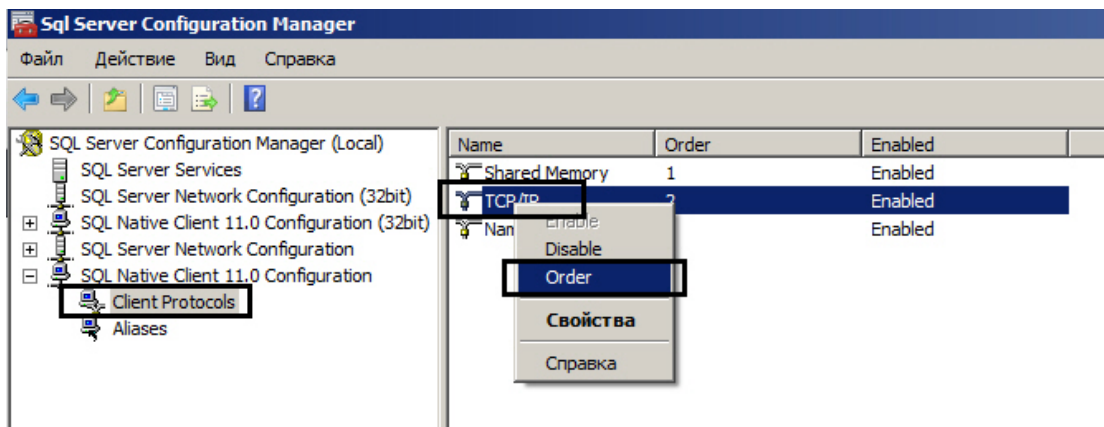 Sql Server Configuration Manager
Файл Действие Вид Справка
SQL Server Configuration Manager (Local)
SQL Server Services
SQL Server Network Configuration (32bit)
SQL Native Client 11.0 Configuration (32bit)
SQL Server Network Configuration
SQL Native Client 11.0 Configuration
Client Protocols
Aliases
Name Order Enabled
Shared Memory 1 Enabled
TCP/IP 2 Enabled
Nam Enabled
Enable
Disable
Order
Свойства
Справка